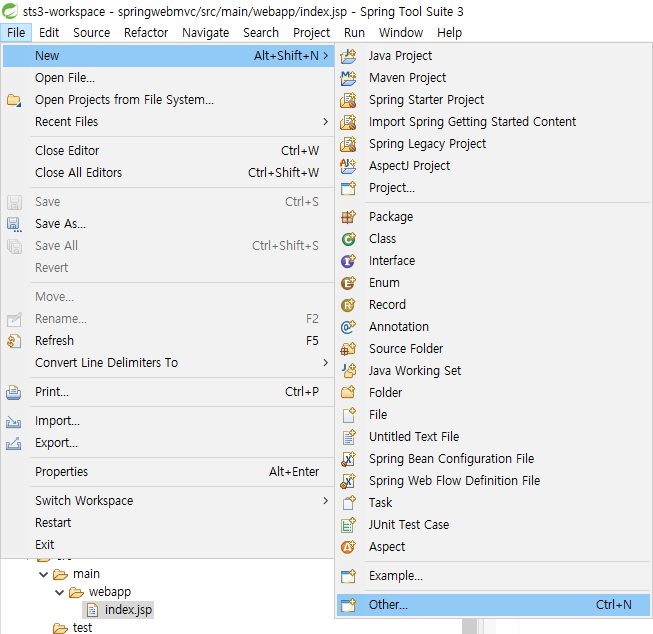 sts3-workspace - springwebmvc/src/main/webapp/index.jsp - Spring Tool Suite 3
File Edit Source Refactor Navigate Search Project Run Window Help
New Alt+Shift+N >
Open File...
Open Projects from File System...
Recent Files >
Close Editor Ctrl+W
Close All Editors Ctrl+Shift+W
Save Ctrl+S
Save As...
Save All Ctrl+Shift+S
Revert
Move...
Rename... F2
Refresh F5
Convert Line Delimiters To >
Print... Ctrl+P
Import...
Export...
Properties Alt+Enter
Switch Workspace >
Restart
Exit
Java Project
Maven Project
Spring Starter Project
Import Spring Getting Started Content
Spring Legacy Project
AspectJ Project
Project...
Package
Class
Interface
Enum
Record
Annotation
Source Folder
Java Working Set
Folder
File
Untitled Text File
Spring Bean Configuration File
Spring Web Flow Definition File
Task
JUnit Test Case
Aspect
Example...
Other... Ctrl+N
main
webapp
index.jsp
test